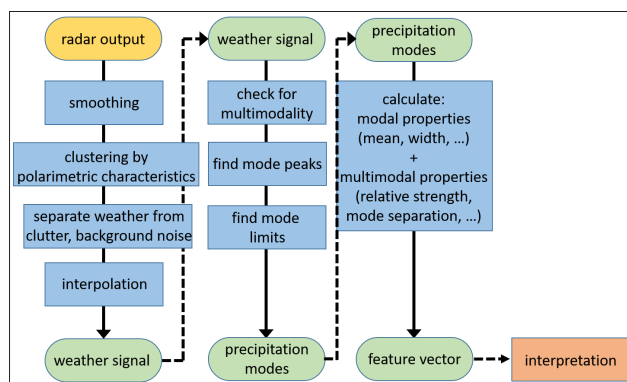 radar output
smoothing
clustering by
polarimetric characteristics
separate weather from
clutter, background noise
interpolation
weather signal
weather signal
check for
multimodality
find mode peaks
find mode
limits
precipitation
modes
precipitation
modes
calculate:
modal properties
(mean, width, ...)
+
multimodal properties
(relative strength,
mode separation, ...)
feature vector
interpretation